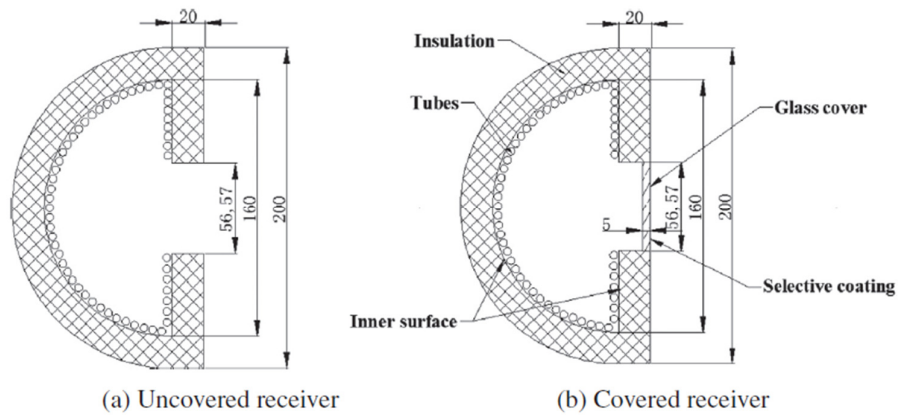 20
56,57
160
200
(a) Uncovered receiver
20
Insulation
Tubes
Glass cover
5
56,57
160
200
Selective coating
Inner surface
(b) Covered receiver